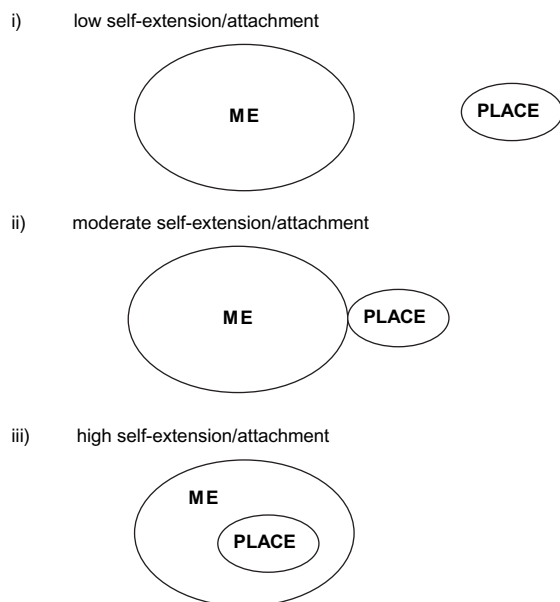 i) low self-extension/attachment
ME PLACE
ii) moderate self-extension/attachment
ME PLACE
iii) high self-extension/attachment
ME
PLACE